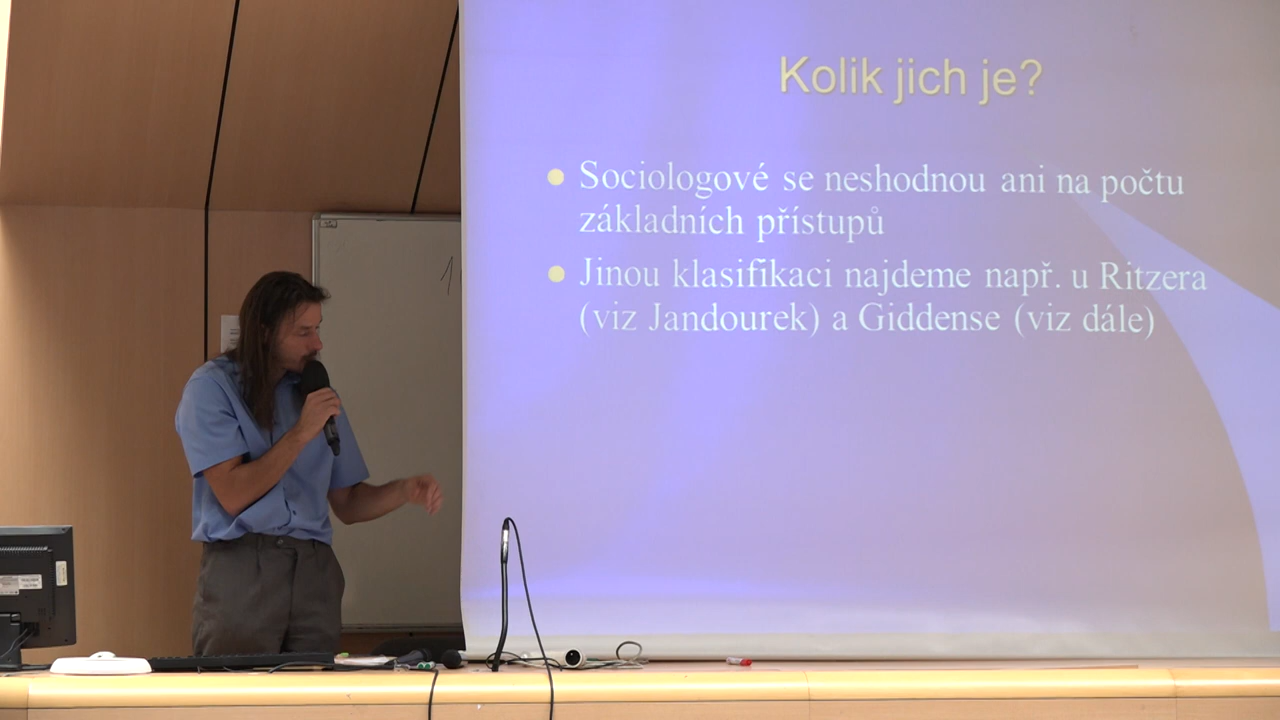 Kolik jich je?
Sociologové se neshodnou ani na počtu
základních přístupů
Jinou klasifikaci najdeme např. u Ritzera
(viz Jandourek) a Giddense (viz dále)